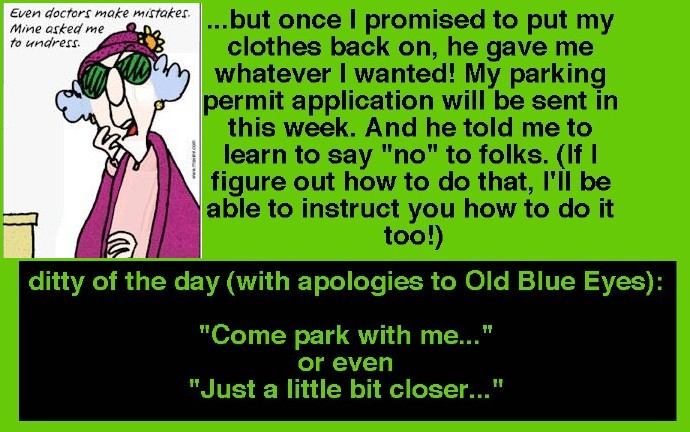 Even doctors make mistakes.
Mine asked me
to undress.
www.maxine.com
...but once I promised to put my
clothes back on, he gave me
whatever I wanted! My parking
permit application will be sent in
this week. And he told me to
learn to say "no" to folks. (If I
figure out how to do that, I'll be
able to instruct you how to do it
too!)
ditty of the day (with apologies to Old Blue Eyes):
"Come park with me..."
or even
"Just a little bit closer..."